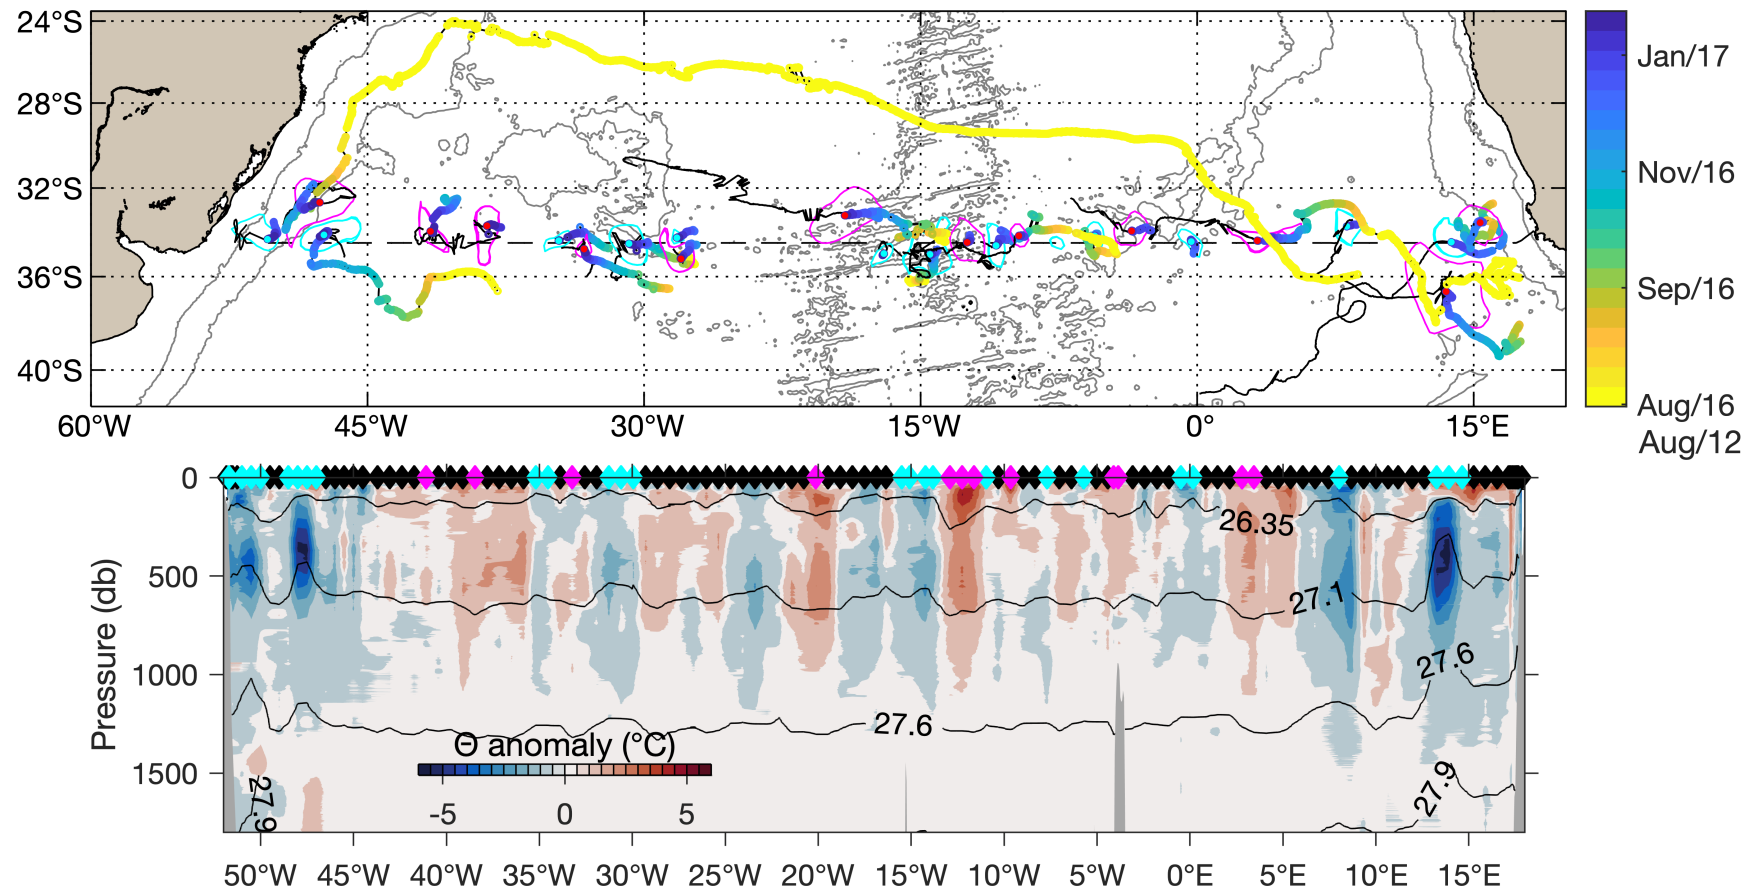 24°S
28°S
32°S
36°S
40°S
60°W 45°W 30°W 15°W 0° 15°E
Jan/17
Nov/16
Sep/16
Aug/16
Aug/12
0
500
1000
1500
Pressure (db)
26.35
27.1
27.6
27.6
27.9
27.9
Θ anomaly (°C)
-5 0 5
50°W 45°W 40°W 35°W 30°W 25°W 20°W 15°W 10°W 5°W 0°E 5°E 10°E 15°E